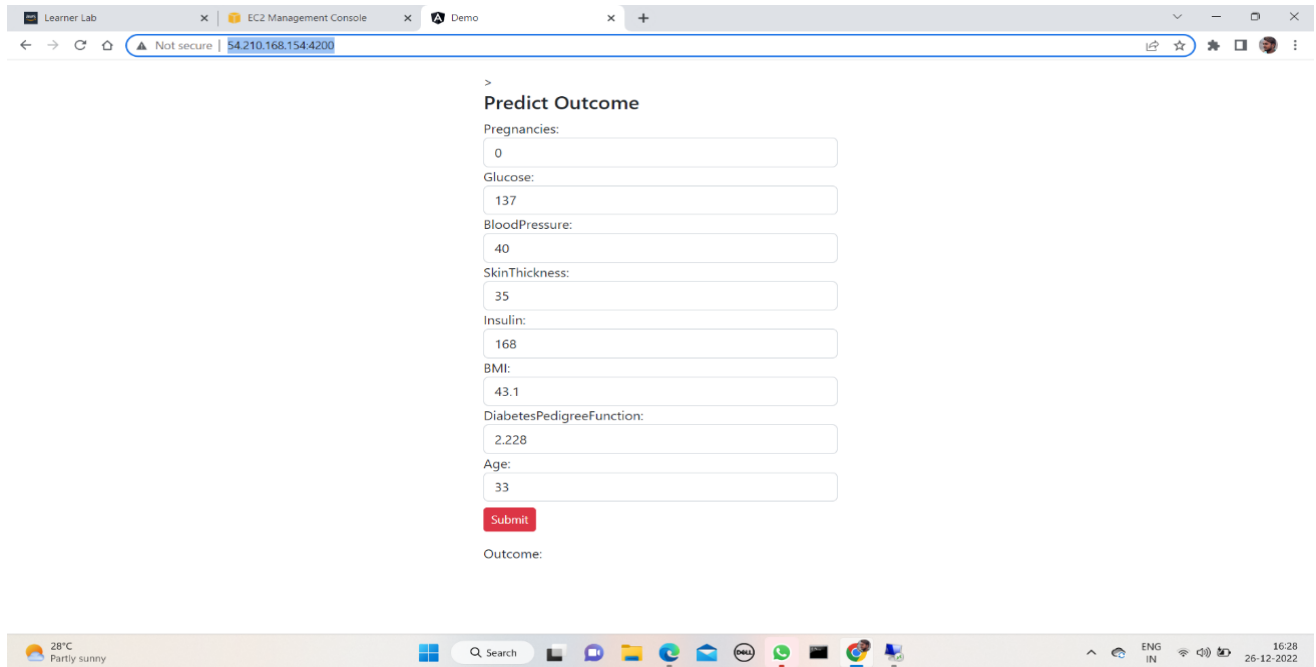 Learner Lab
EC2 Management Console
Demo
Not secure | 54.210.168.154:4200
>
Predict Outcome
Pregnancies:
0
Glucose:
137
BloodPressure:
40
SkinThickness:
35
Insulin:
168
BMI:
43.1
DiabetesPedigreeFunction:
2.228
Age:
33
Submit
Outcome:
28°C
Partly sunny
Search
DELL
ENG
IN
16:28
26-12-2022